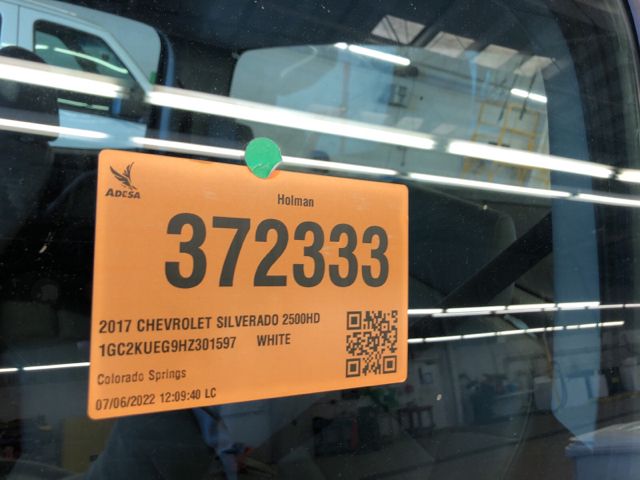 ADESA
Holman
372333
2017 CHEVROLET SILVERADO 2500HD
1GC2KUEG9HZ301597 WHITE
Colorado Springs
07/06/2022 12:09:40 LC